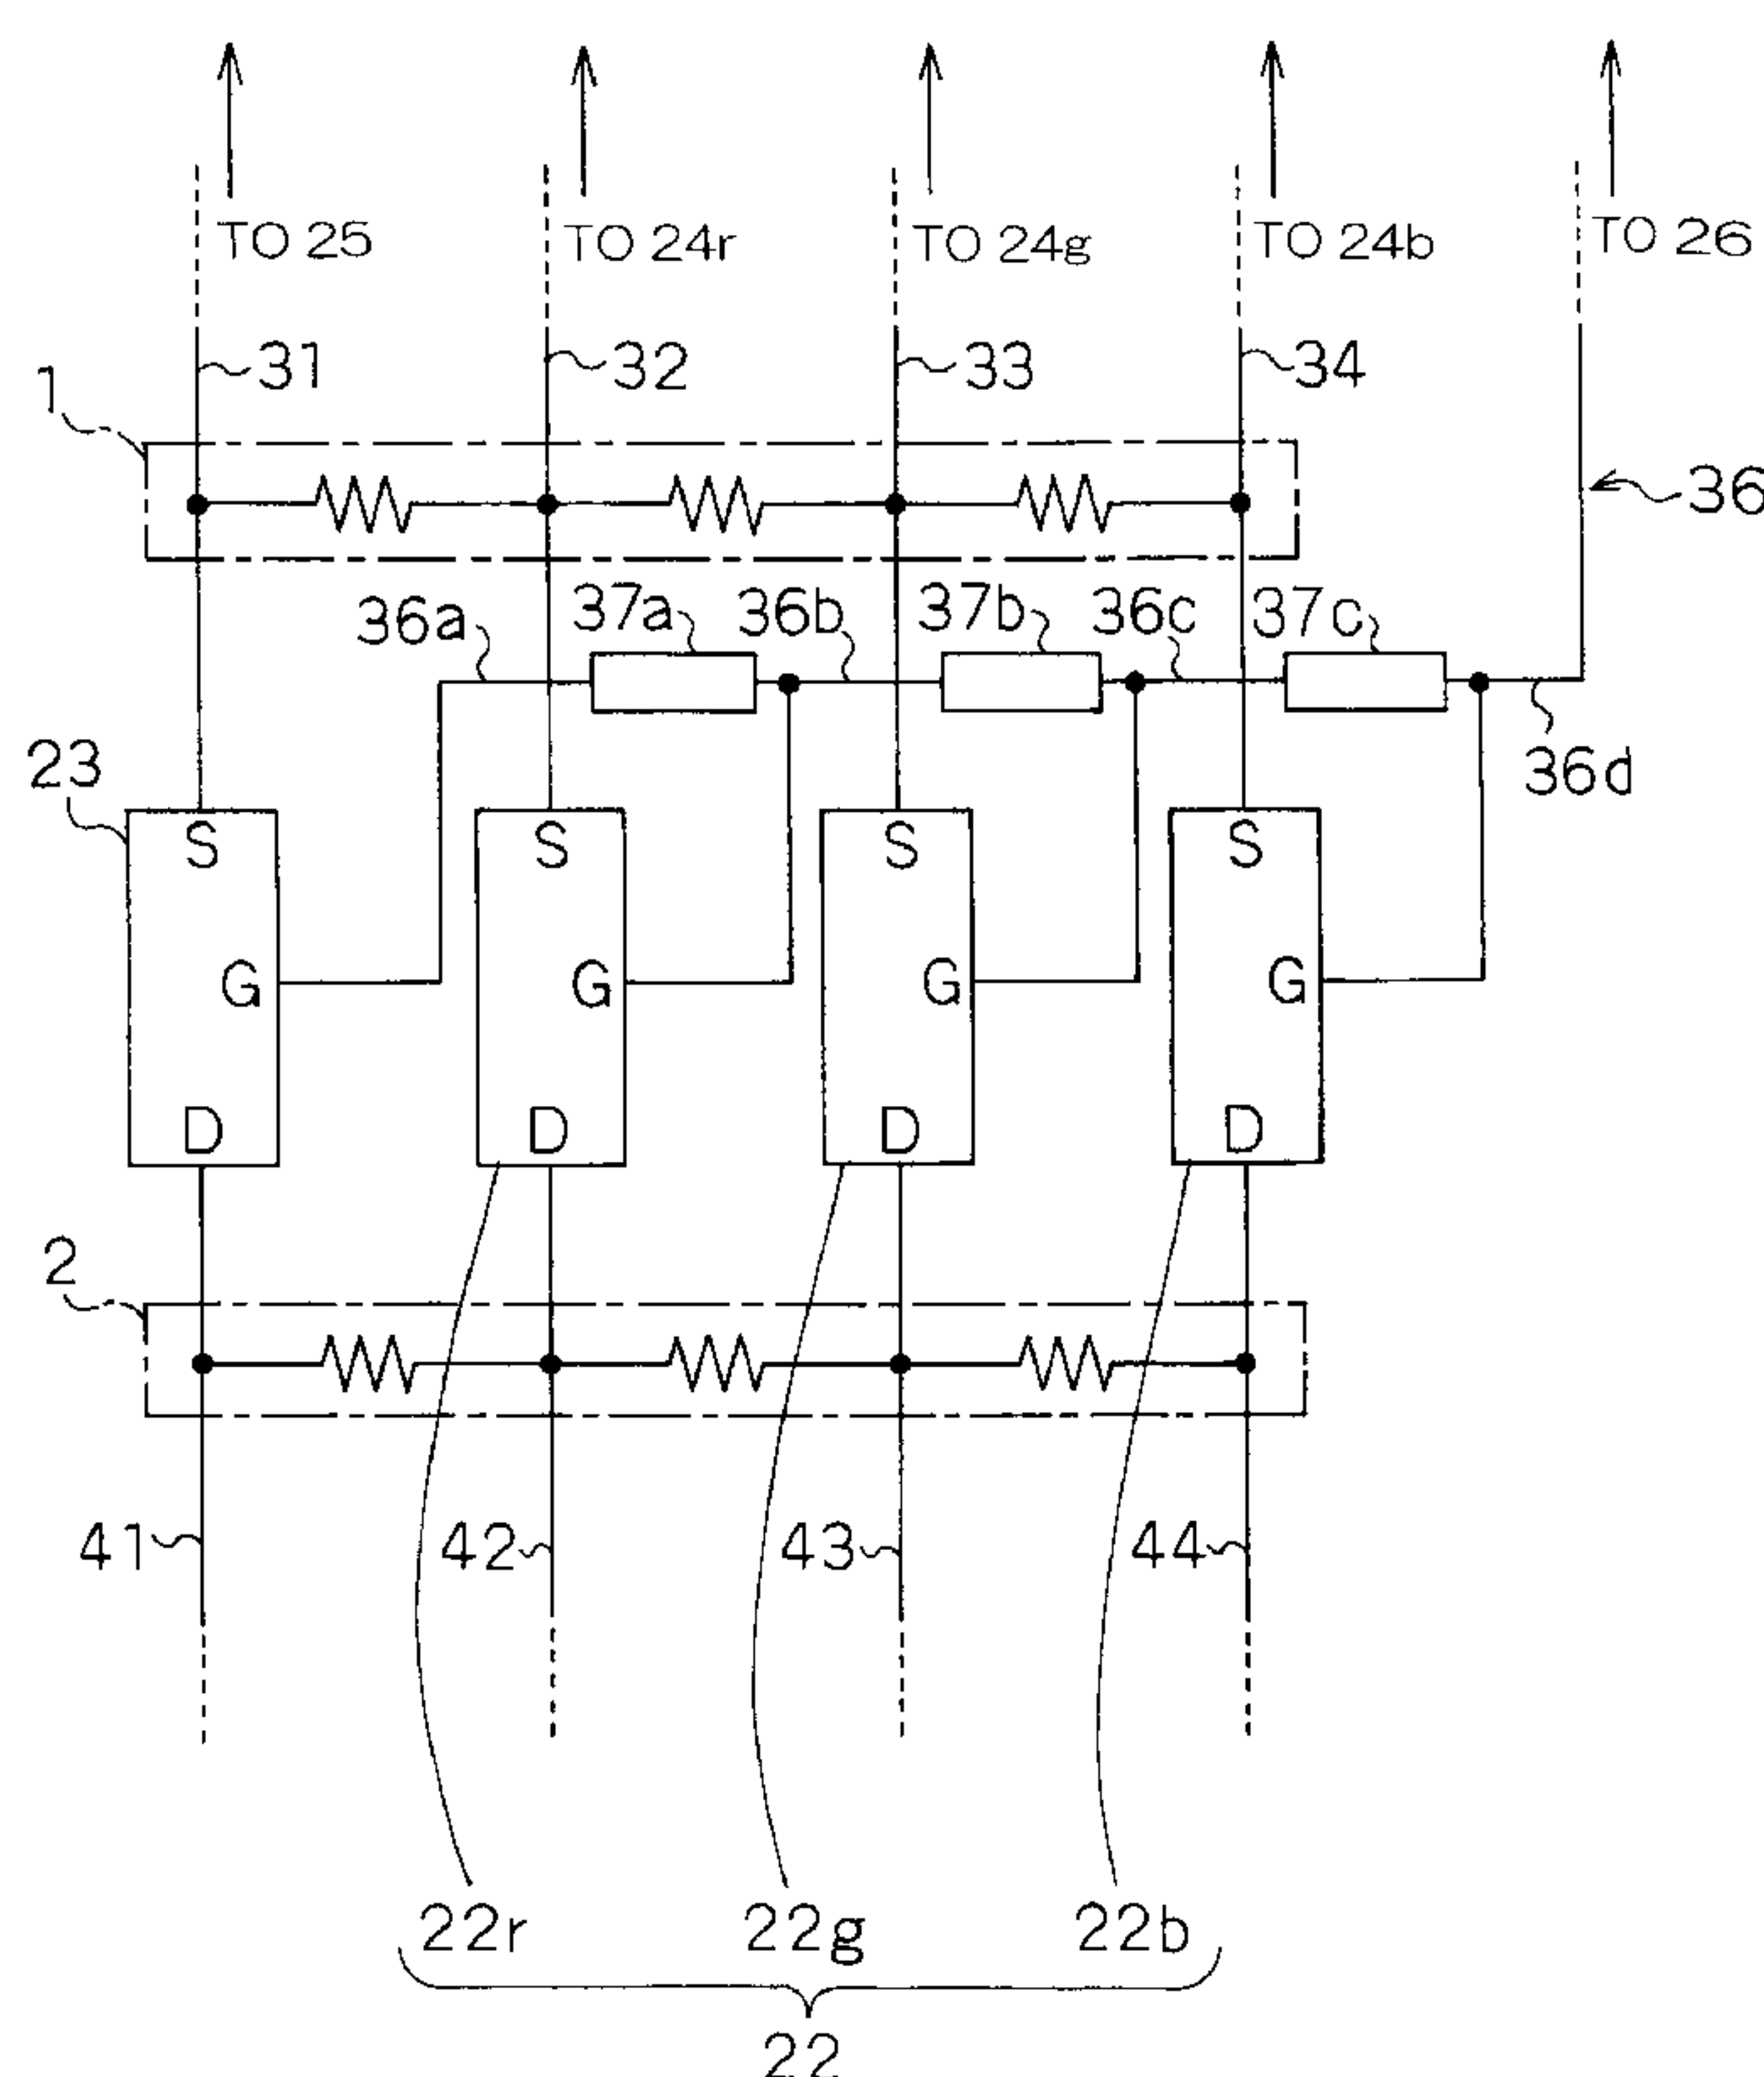 TO 25 TO 24r TO 24g TO 24b TO 26
31 32 33 34
1
36
36a 37a 36b 37b 36c 37c
23 36d
S S S S
G G G G
D D D D
2
41 42 43 44
22r 22g 22b
22